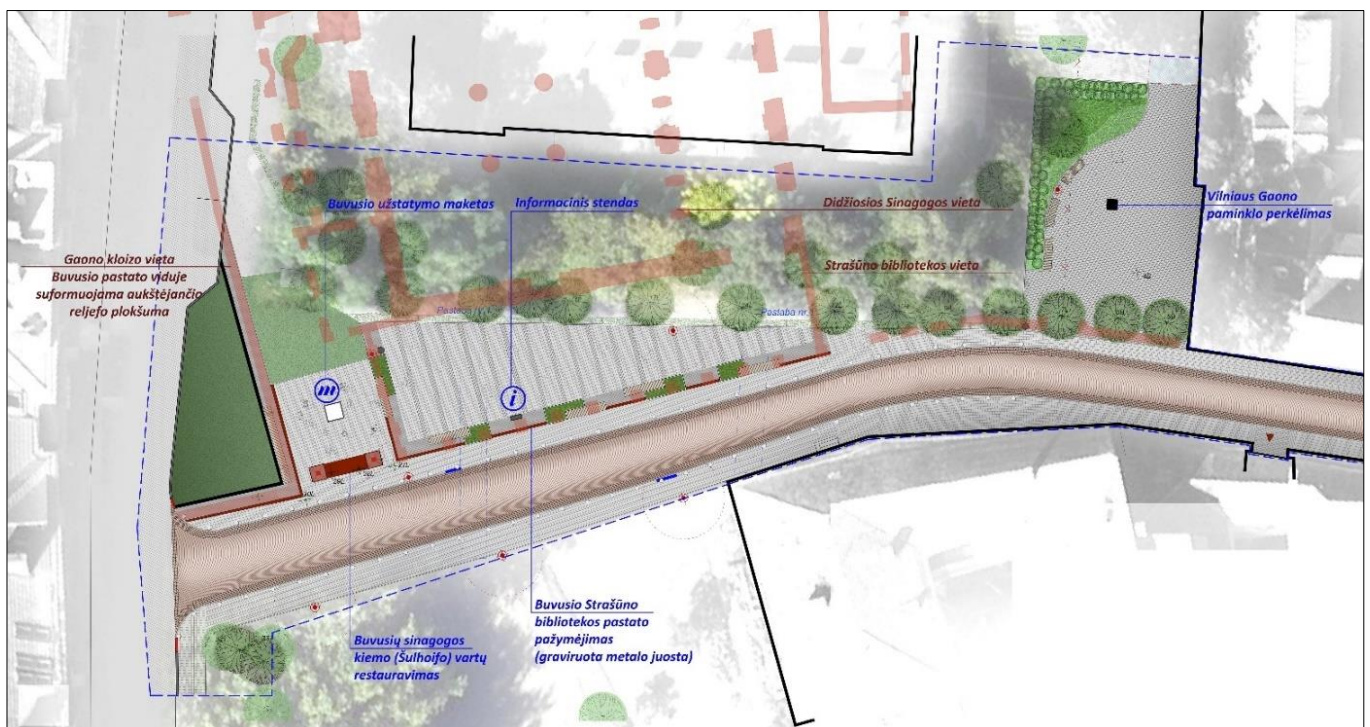 Buvusio užstatymo maketas
Informacinis stendas
Didžiosios Sinagogos vieta
Vilniaus Gaono
paminklo perkėlimas
Gaono kloizo vieta
Buvusio pastato viduje
suformuojama aukštėjančio
reljefo plokšuma
Strašūno bibliotekos vieta
Pastaba nr.
m
i
Buvusių sinagogos
kiemo (Šulhoifo) vartų
restauravimas
Buvusio Strašūno
bibliotekos pastato
pažymėjimas
(graviruota metalo juosta)